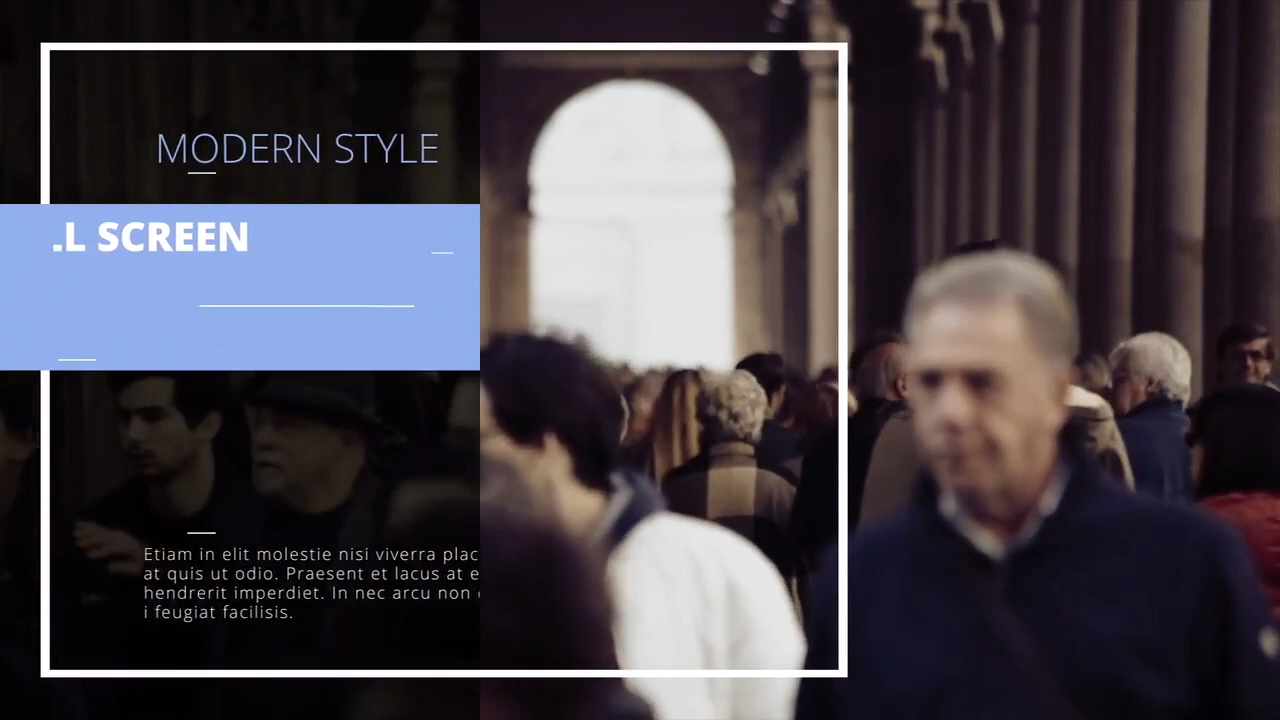 MODERN STYLE
.L SCREEN
Etiam in elit molestie nisi viverra plac
at quis ut odio. Praesent et lacus at e
hendrerit imperdiet. In nec arcu non
i feugiat facilisis.